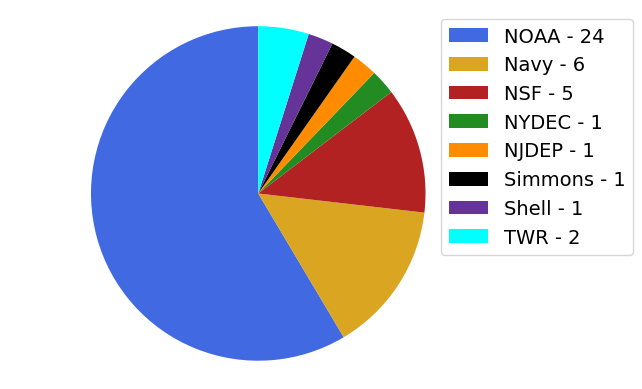 NOAA - 24
Navy - 6
NSF - 5
NYDEC - 1
NJDEP - 1
Simmons - 1
Shell - 1
TWR - 2